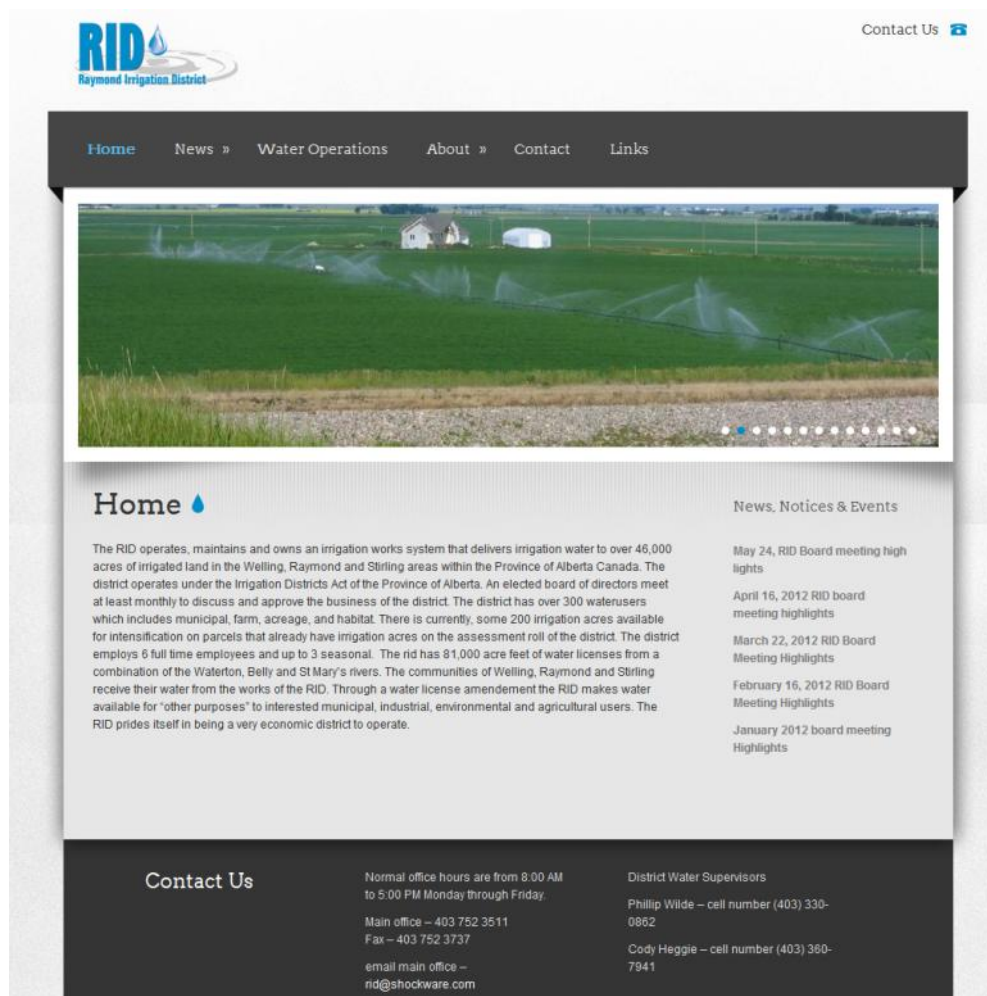 RID
Raymond Irrigation District
Contact Us
Home News » Water Operations About » Contact Links
Home
The RID operates, maintains and owns an irrigation works system that delivers irrigation water to over 46,000
acres of irrigated land in the Welling, Raymond and Stirling areas within the Province of Alberta Canada. The
district operates under the Irrigation Districts Act of the Province of Alberta. An elected board of directors meet
at least monthly to discuss and approve the business of the district. The district has over 300 waterusers
which includes municipal, farm, acreage, and habitat. There is currently, some 200 irrigation acres available
for intensification on parcels that already have irrigation acres on the assessment roll of the district. The district
employs 6 full time employees and up to 3 seasonal. The rid has 81,000 acre feet of water licenses from a
combination of the Waterton, Belly and St Mary's rivers. The communities of Welling, Raymond and Stirling
receive their water from the works of the RID. Through a water license amendement the RID makes water
available for "other purposes" to interested municipal, industrial, environmental and agricultural users. The
RID prides itself in being a very economic district to operate.
News, Notices & Events
May 24, RID Board meeting high
lights
April 16, 2012 RID board
meeting highlights
March 22, 2012 RID Board
Meeting Highlights
February 16, 2012 RID Board
Meeting Highlights
January 2012 board meeting
Highlights
Contact Us
Normal office hours are from 8:00 AM
to 5:00 PM Monday through Friday.
Main office – 403 752 3511
Fax – 403 752 3737
email main office –
rid@shockware.com
District Water Supervisors
Phillip Wilde – cell number (403) 330-
0862
Cody Heggie – cell number (403) 360-
7941